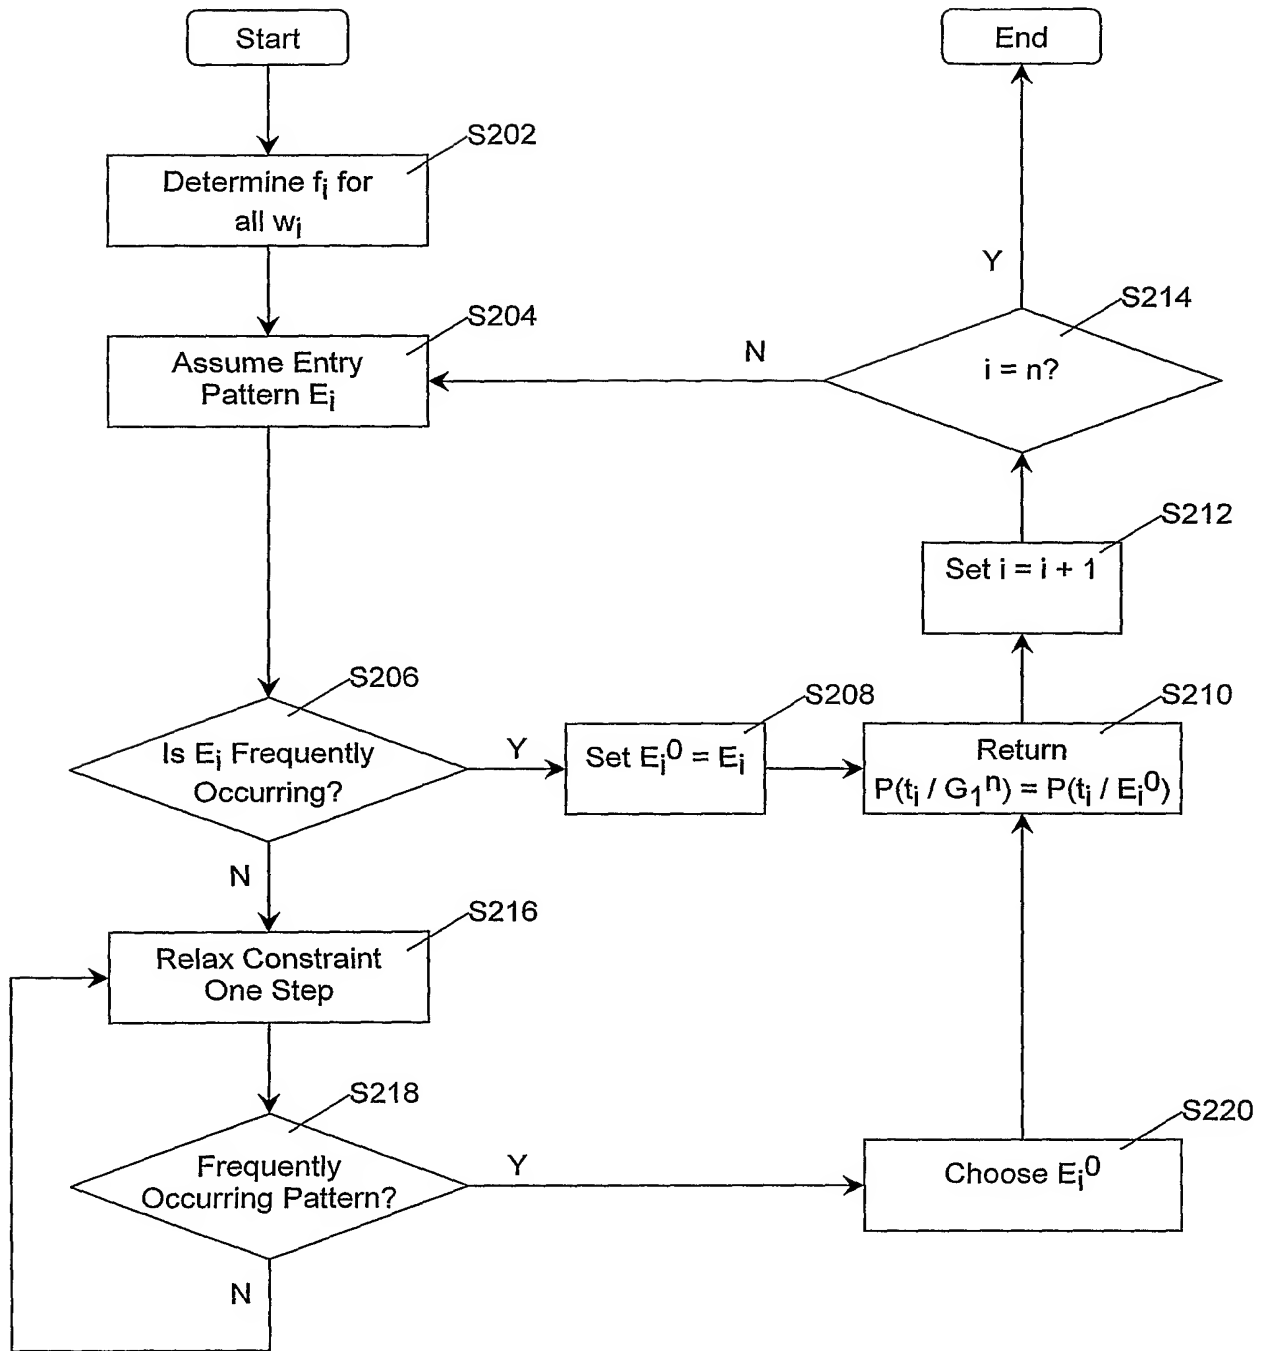 Start
End
S202
Determine fi for
all wi
Y
S214
S204
N
Assume Entry
Pattern Ei
i = n?
S212
Set i = i + 1
S206
S208
S210
Is Ei Frequently
Occurring?
Y
Set Ei0 = Ei
Return
P(ti / G1n) = P(ti / Ei0)
N
S216
Relax Constraint
One Step
S218
S220
Frequently
Occurring Pattern?
Y
Choose Ei0
N